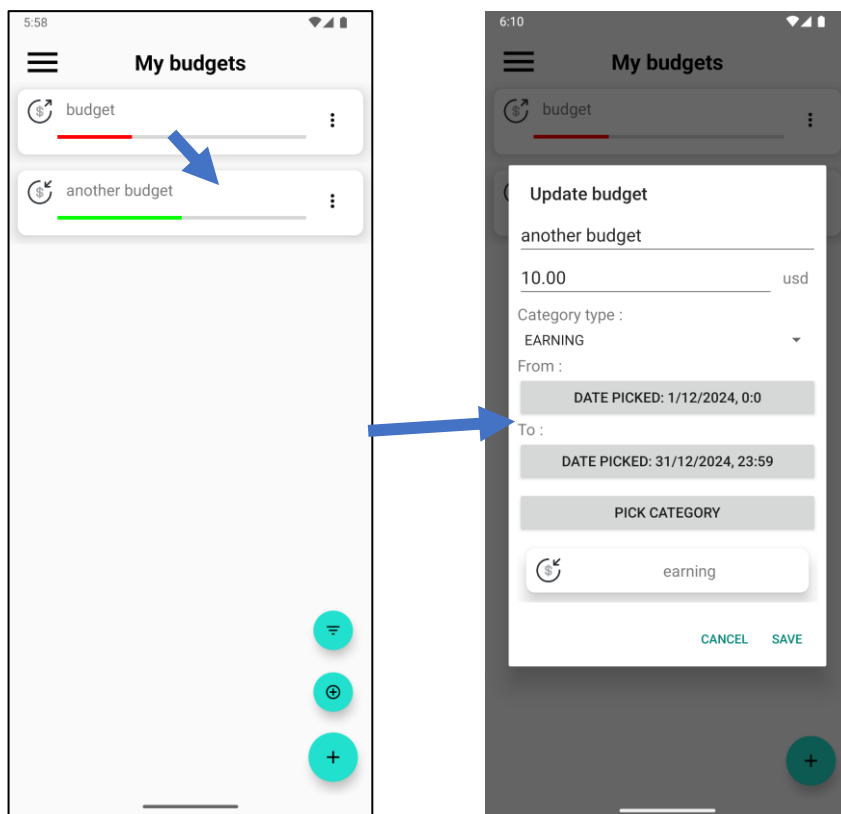 5:58
My budgets
budget
another budget
6:10
My budgets
budget
Update budget
another budget
10.00 usd
Category type :
EARNING
From :
DATE PICKED: 1/12/2024, 0:0
To :
DATE PICKED: 31/12/2024, 23:59
PICK CATEGORY
$ earning
CANCEL SAVE